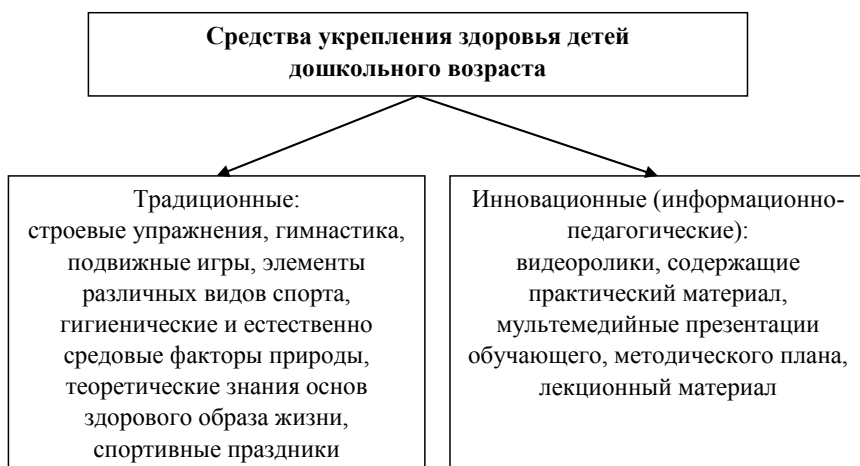 Средства укрепления здоровья детей
дошкольного возраста
Традиционные:
строевые упражнения, гимнастика,
подвижные игры, элементы
различных видов спорта,
гигиенические и естественно
средовые факторы природы,
теоретические знания основ
здорового образа жизни,
спортивные праздники
Инновационные (информационно-
педагогические):
видеоролики, содержащие
практический материал,
мультемедийные презентации
обучающего, методического плана,
лекционный материал